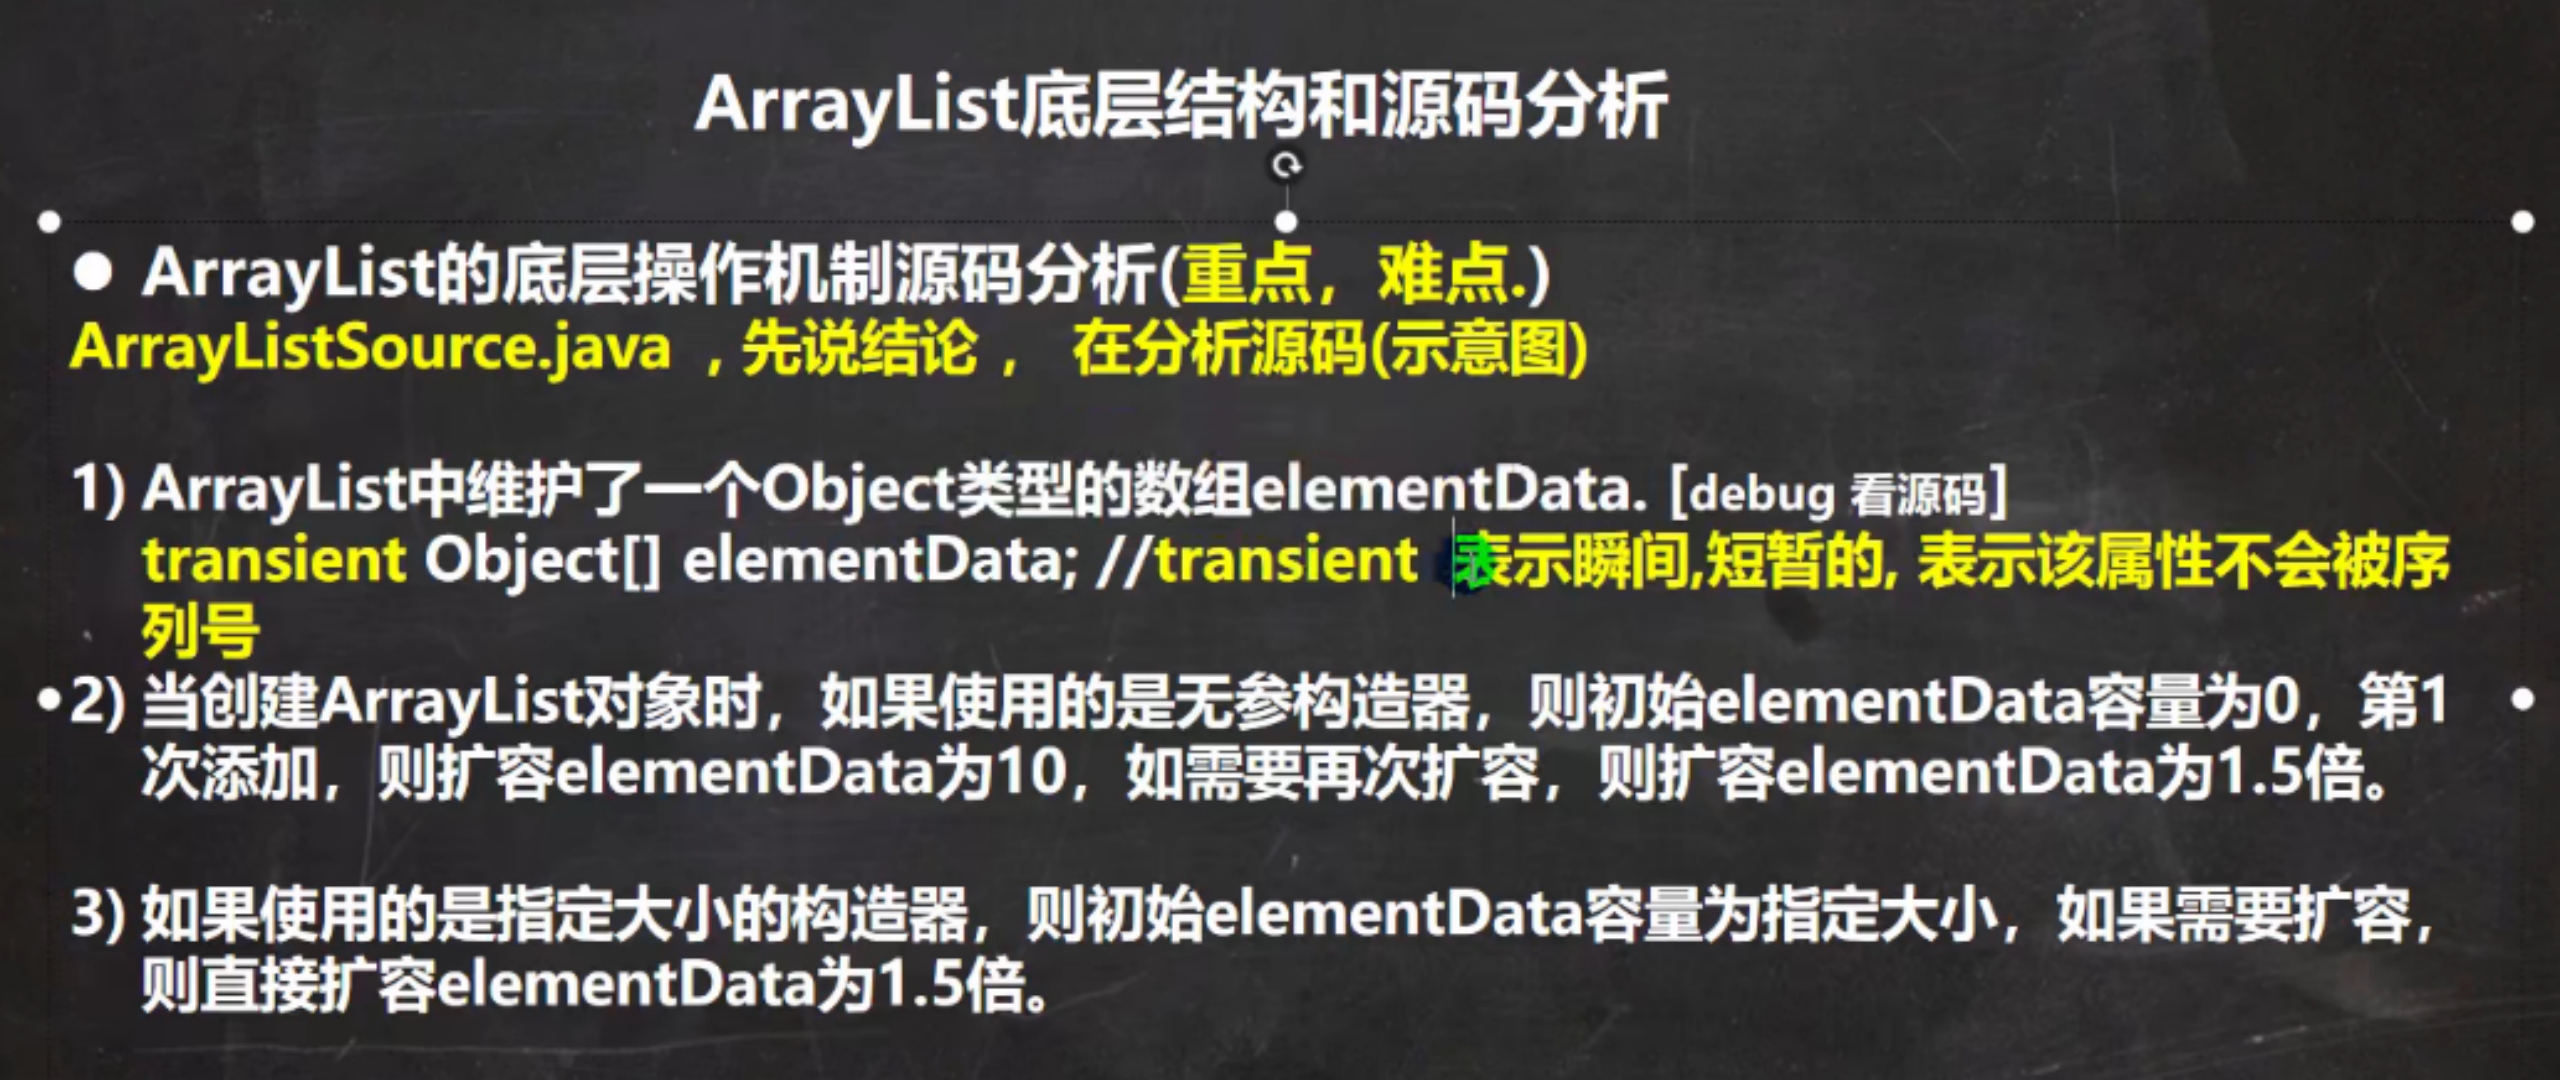 ArrayList底层结构和源码分析
● ArrayList的底层操作机制源码分析(重点，难点.)
ArrayListSource.java ，先说结论 ， 在分析源码(示意图)
1) ArrayList中维护了一个Object类型的数组elementData. [debug 看源码]
transient Object[] elementData; //transient 表示瞬间,短暂的, 表示该属性不会被序
列号
2) 当创建ArrayList对象时，如果使用的是无参构造器，则初始elementData容量为0，第1
次添加，则扩容elementData为10，如需要再次扩容，则扩容elementData为1.5倍。
3) 如果使用的是指定大小的构造器，则初始elementData容量为指定大小，如果需要扩容，
则直接扩容elementData为1.5倍。